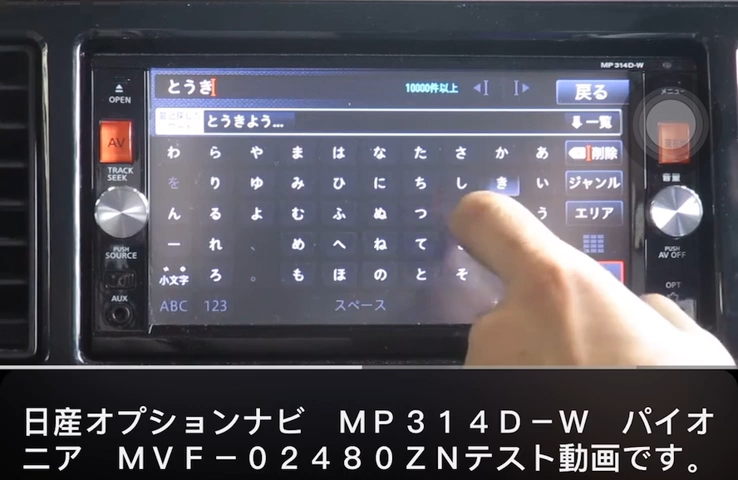 MP314D-W
とうき
10000件以上
戻る
とうきよう...
一覧
わ ら や ま は な た さ か あ
削除
を り ゆ み ひ に ち し き い
ジャンル
ん る よ む ふ ぬ つ う
エリア
ー れ め へ ね て
小文字 ろ 。 も ほ の と そ
ABC 123 スペース
OPEN
AV
TRACK
SEEK
PUSH
SOURCE
AUX
メニュー
音量
PUSH
AV OFF
OPT
日産オプションナビ　ＭＰ３１４Ｄ－Ｗ　パイオ
ニア　ＭＶＦ－０２４８０ＺＮテスト動画です。